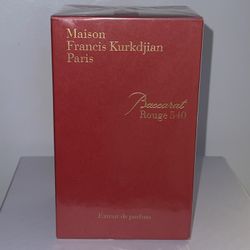 Maison
Francis Kurkdjian
Paris
Baccarat
Rouge 540
Extrait de parfum